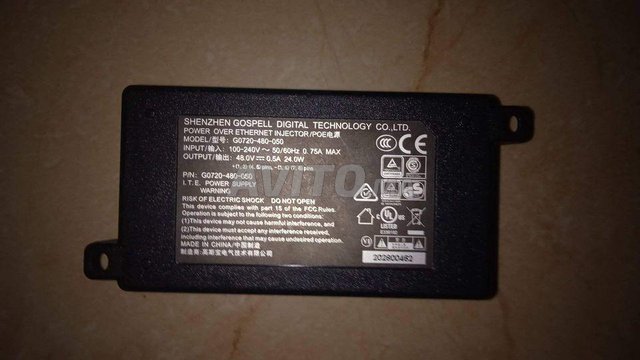 SHENZHEN GOSPELL DIGITAL TECHNOLOGY CO.,LTD.
POWER OVER ETHERNET INJECTOR/POE电源
MODEL/型号: G0720-480-050
INPUT/输入: 100-240V ~ 50/60Hz 0.75A MAX
OUTPUT/输出: 48.0V⎓0.5A 24.0W
P/N: G0720-480-050
I.T.E. POWER SUPPLY
WARNING
RISK OF ELECTRIC SHOCK DO NOT OPEN
This device complies with part 15 of the FCC Rules.
Operation is subject to the following two conditions:
(1)This device may not cause harmful interference, and
(2)This device must accept any interference received,
including interference that may cause undesired operation.
MADE IN CHINA/中国制造
CCC
LISTED
202800462
AVITO